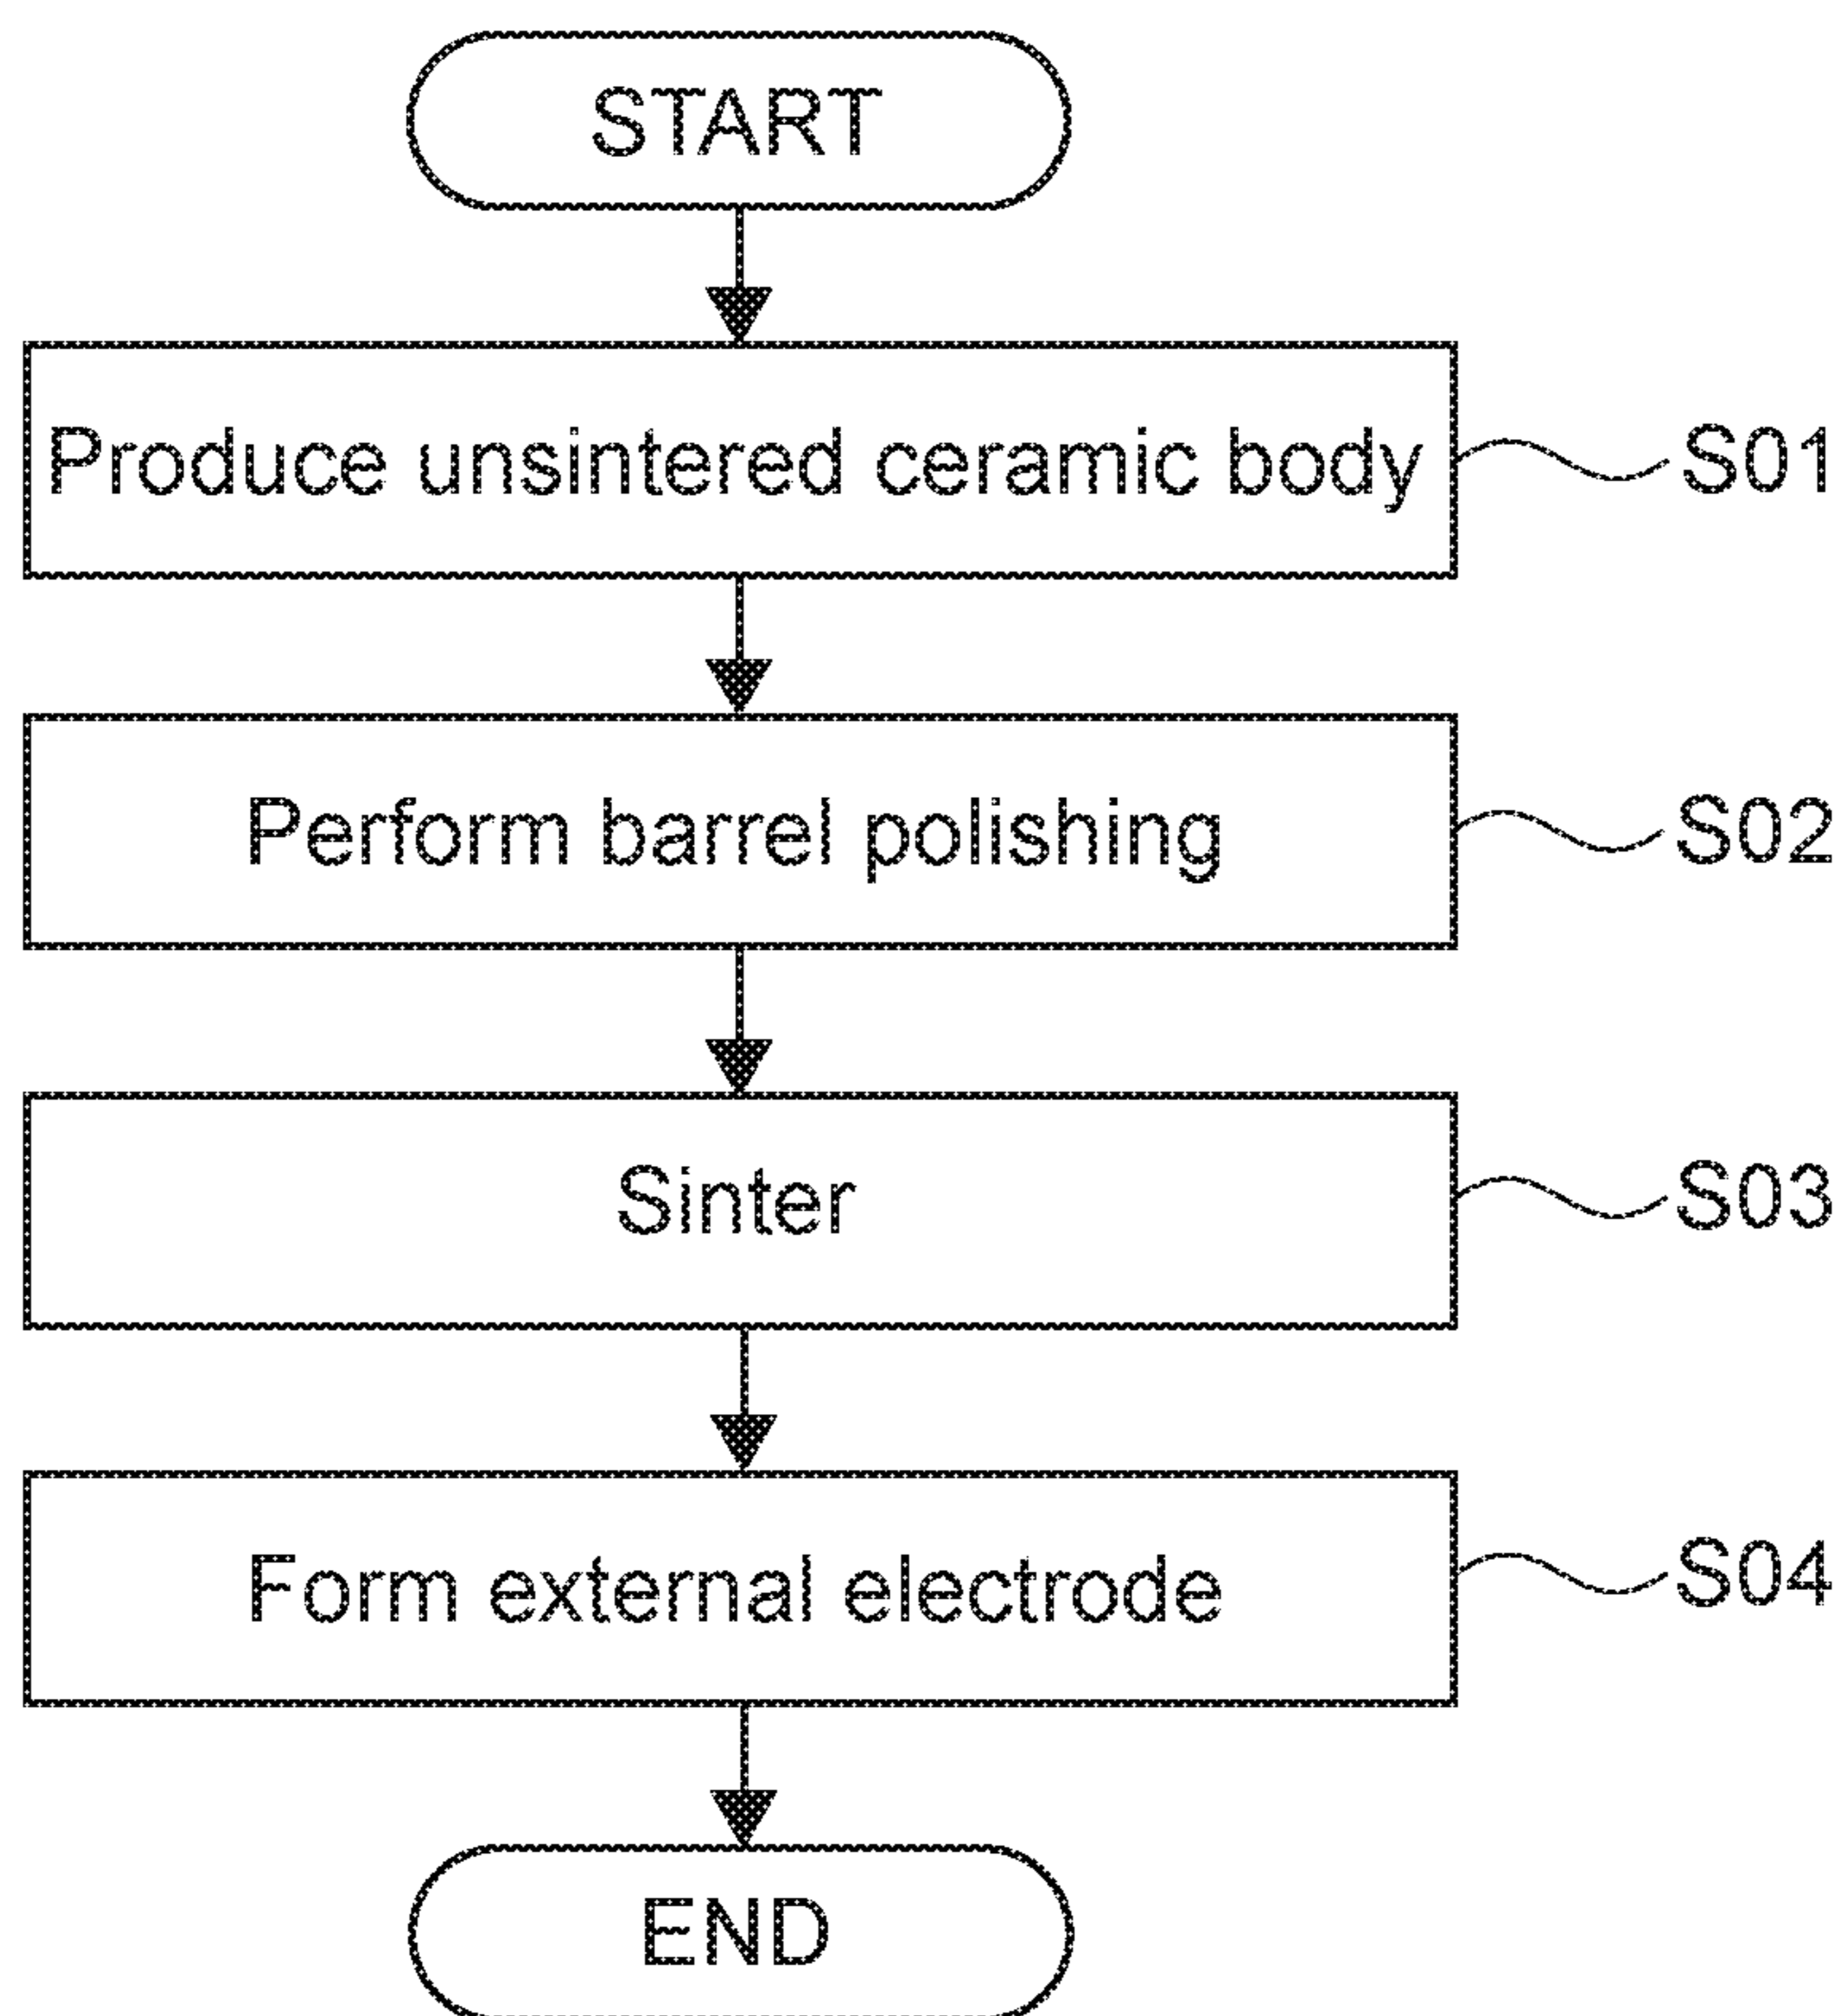 START
Produce unsintered ceramic body S01
Perform barrel polishing S02
Sinter S03
Form external electrode S04
END